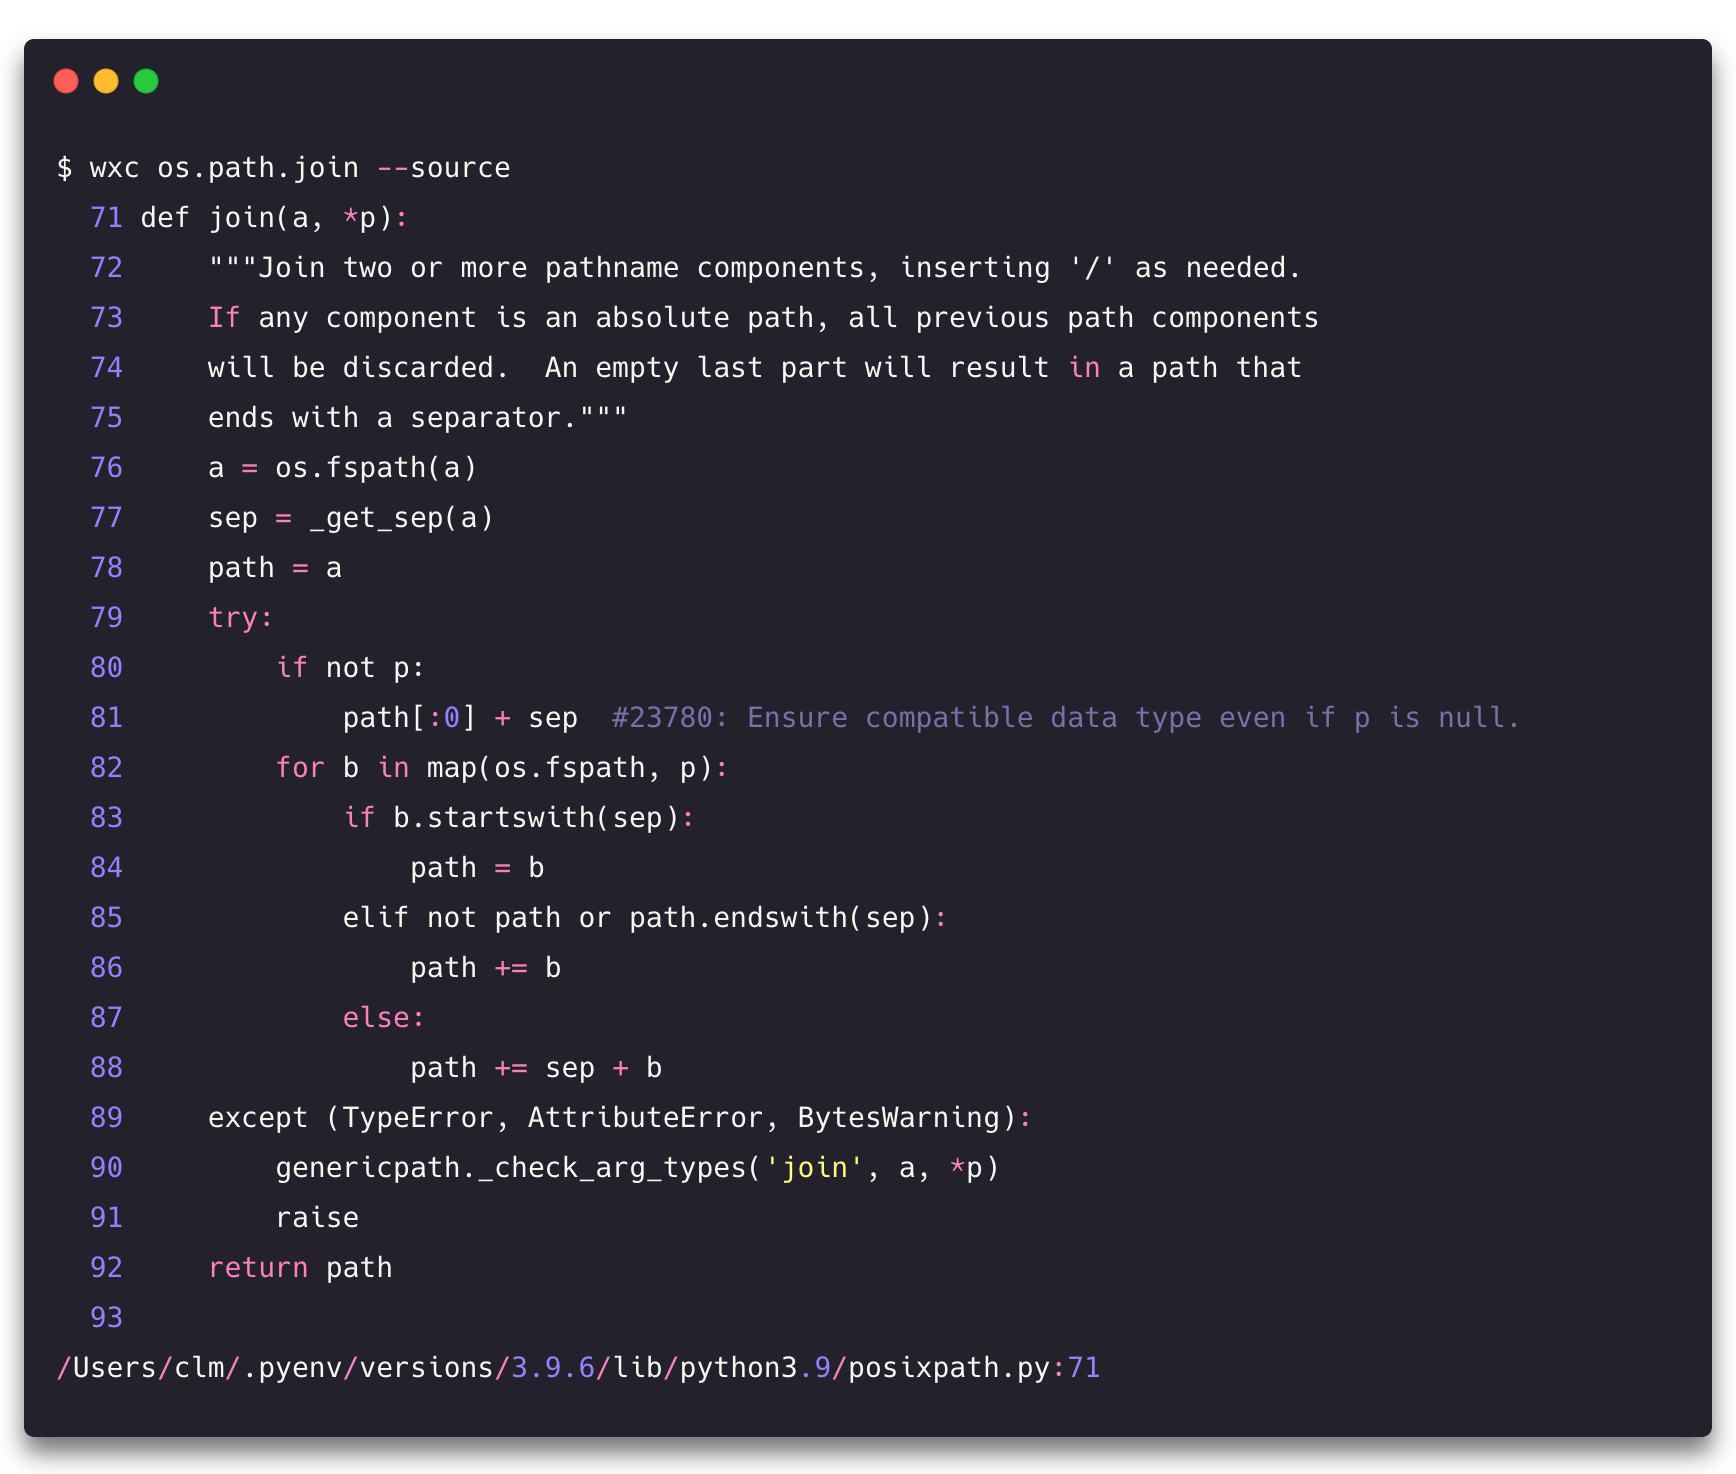 $ wxc os.path.join --source
  71 def join(a, *p):
  72     """Join two or more pathname components, inserting '/' as needed.
  73     If any component is an absolute path, all previous path components
  74     will be discarded.  An empty last part will result in a path that
  75     ends with a separator."""
  76     a = os.fspath(a)
  77     sep = _get_sep(a)
  78     path = a
  79     try:
  80         if not p:
  81             path[:0] + sep  #23780: Ensure compatible data type even if p is null.
  82         for b in map(os.fspath, p):
  83             if b.startswith(sep):
  84                 path = b
  85             elif not path or path.endswith(sep):
  86                 path += b
  87             else:
  88                 path += sep + b
  89     except (TypeError, AttributeError, BytesWarning):
  90         genericpath._check_arg_types('join', a, *p)
  91         raise
  92     return path
  93
/Users/clm/.pyenv/versions/3.9.6/lib/python3.9/posixpath.py:71